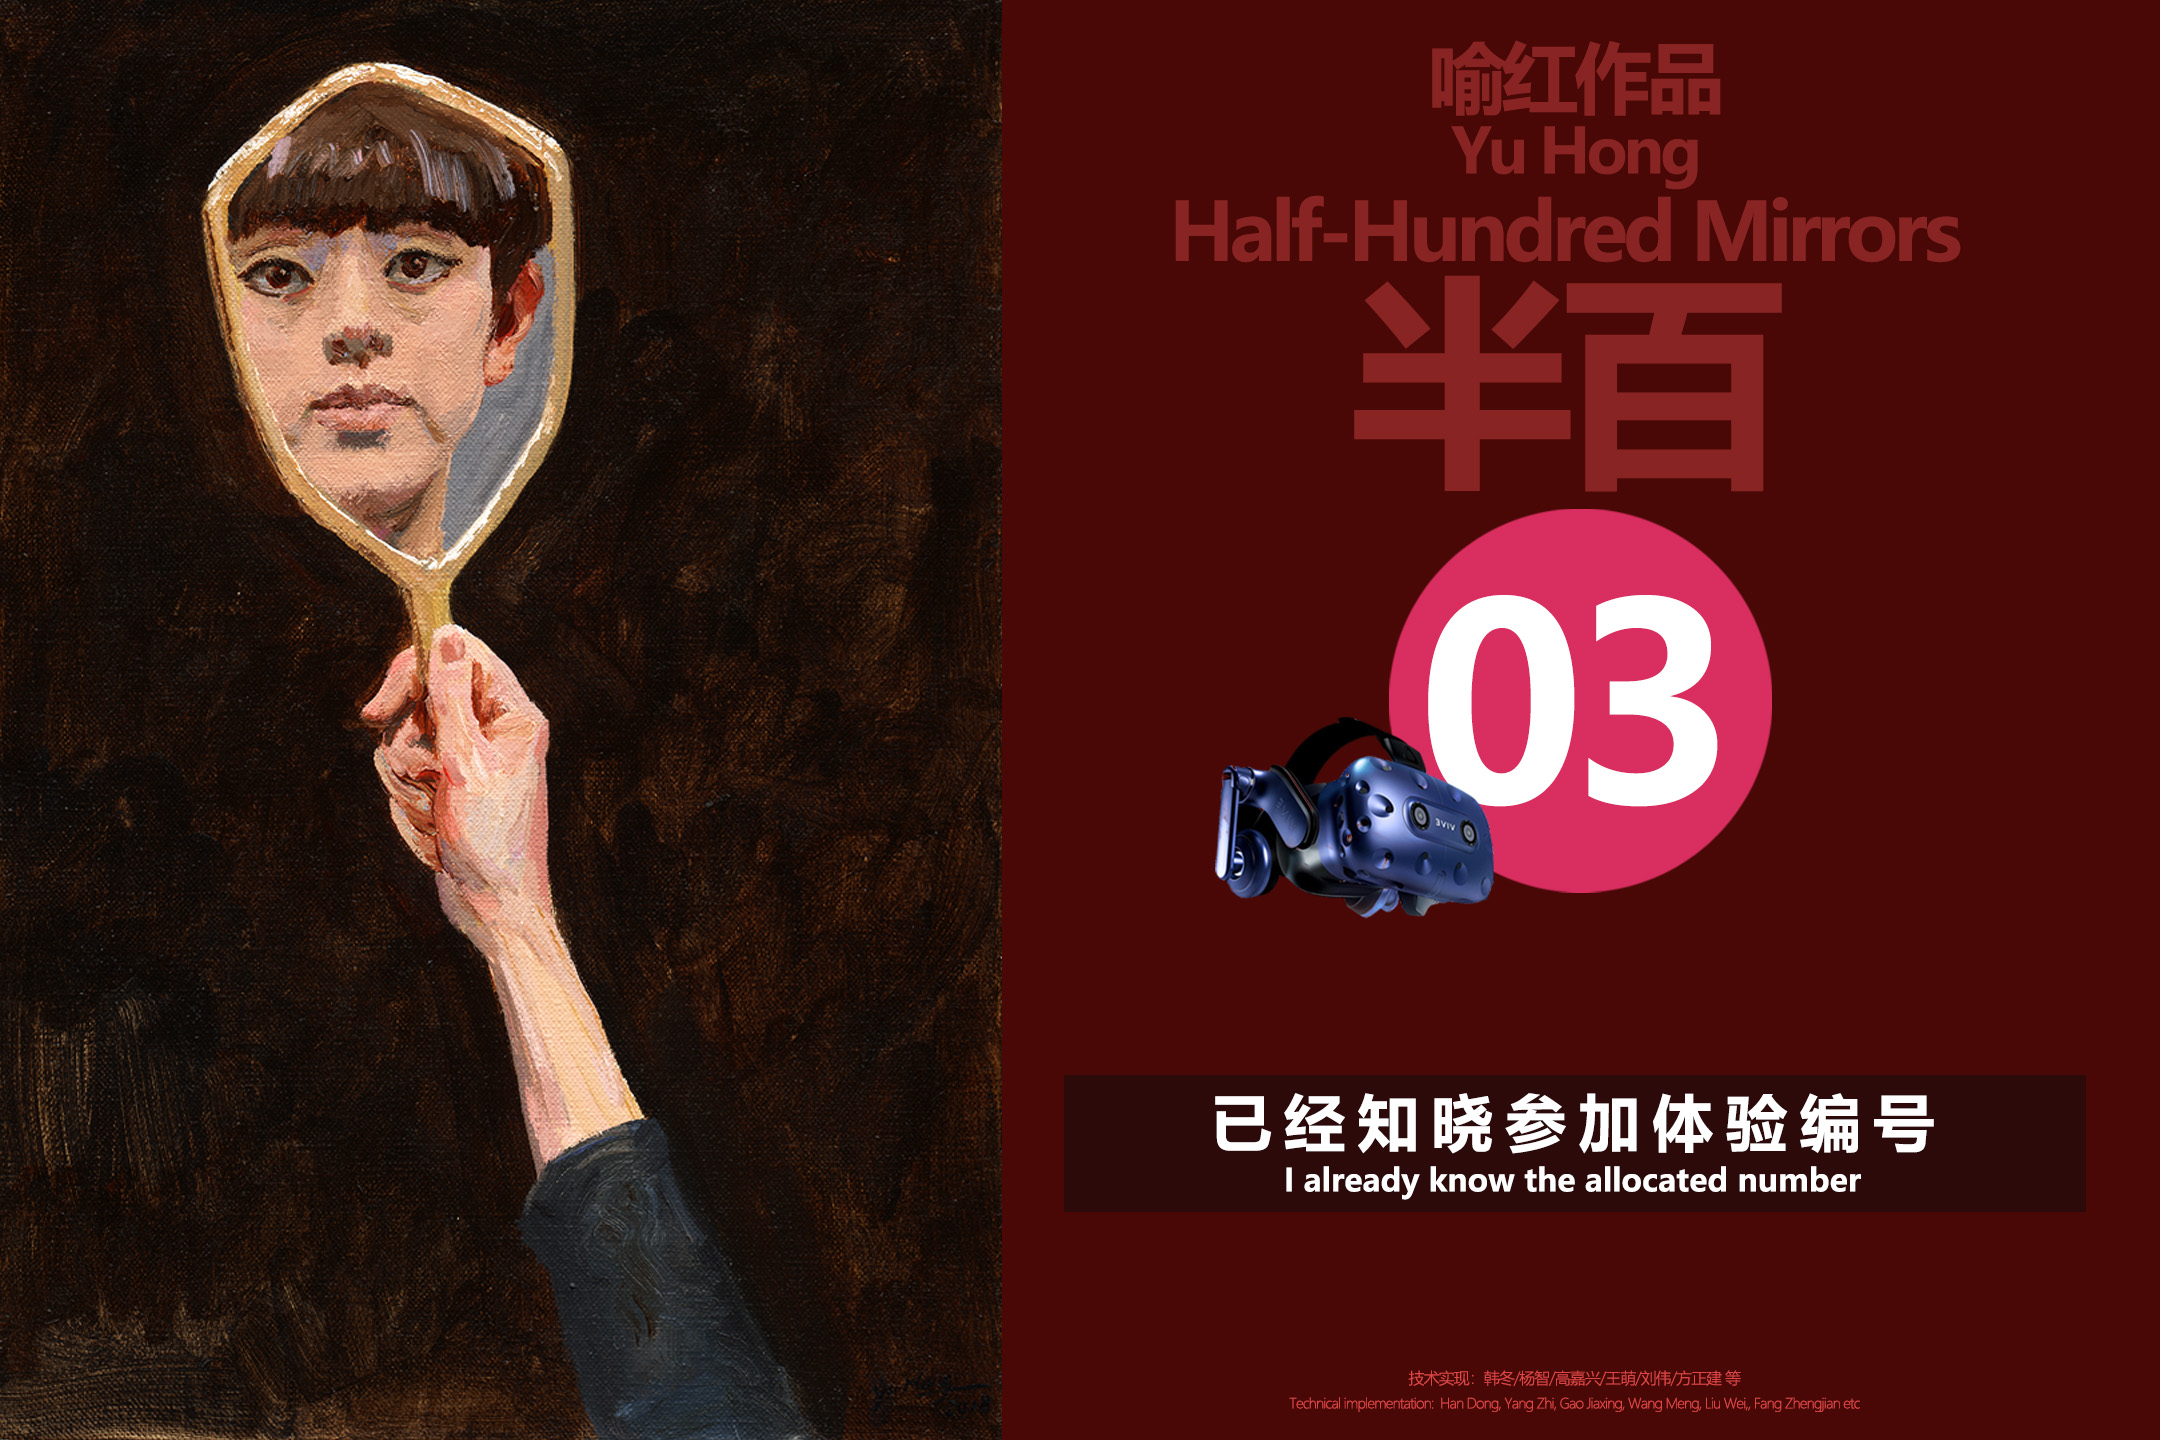 喻红作品
Yu Hong
Half-Hundred Mirrors
半百
03
VIVE
已经知晓参加体验编号
I already know the allocated number
技术实现：韩冬/杨智/高嘉兴/王萌/刘伟/方正建 等
Technical implementation: Han Dong, Yang Zhi, Gao Jiaxing, Wang Meng, Liu Wei,, Fang Zhengjian etc